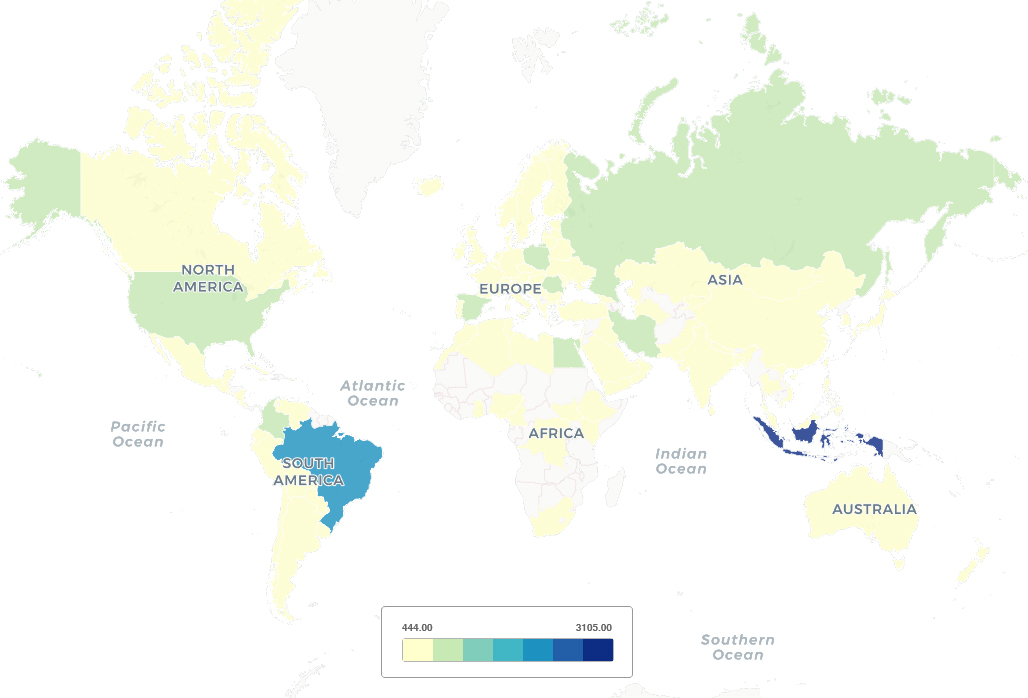 NORTH
AMERICA
EUROPE
ASIA
Atlantic
Ocean
Pacific
Ocean
AFRICA
Indian
Ocean
SOUTH
AMERICA
AUSTRALIA
444.00 3105.00
Southern
Ocean